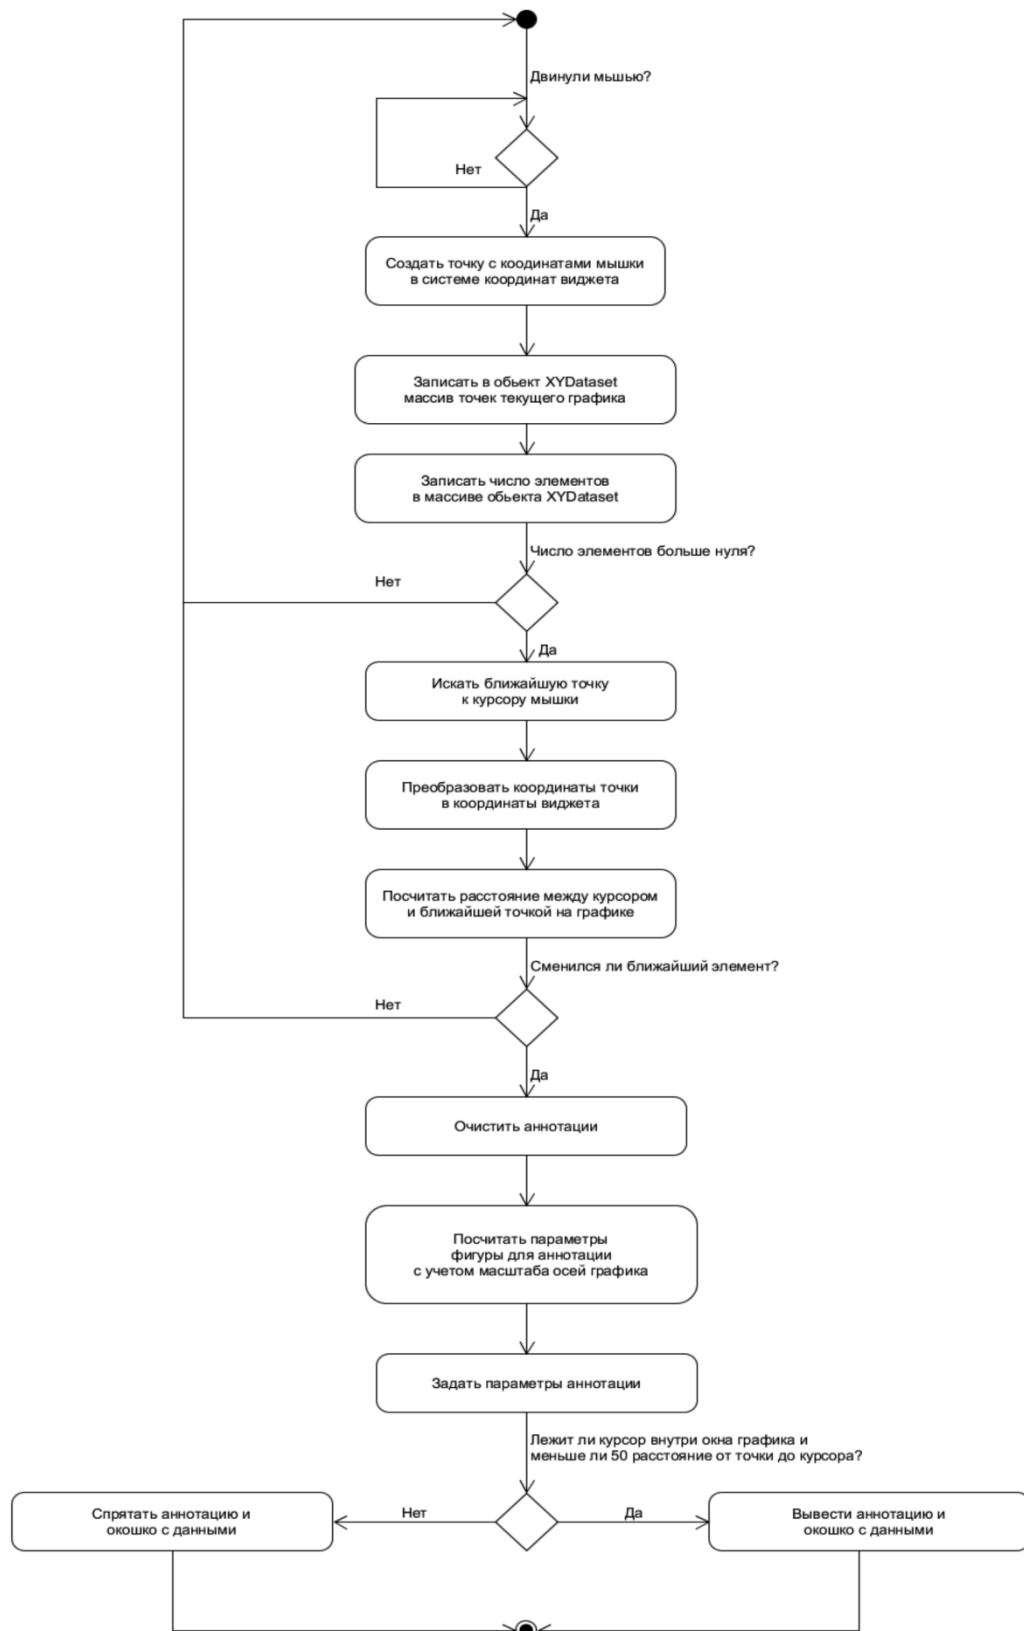 Двинули мышью?
Нет
Да
Создать точку с коодинатами мышки
в системе координат виджета
Записать в обьект XYDataset
массив точек текущего графика
Записать число элементов
в массиве обьекта XYDataset
Число элементов больше нуля?
Нет
Да
Искать ближайшую точку
к курсору мышки
Преобразовать координаты точки
в координаты виджета
Посчитать расстояние между курсором
и ближайшей точкой на графике
Сменился ли ближайший элемент?
Нет
Да
Очистить аннотации
Посчитать параметры
фигуры для аннотации
с учетом масштаба осей графика
Задать параметры аннотации
Лежит ли курсор внутри окна графика и
меньше ли 50 расстояние от точки до курсора?
Спрятать аннотацию и
окошко с данными
Нет
Да
Вывести аннотацию и
окошко с данными